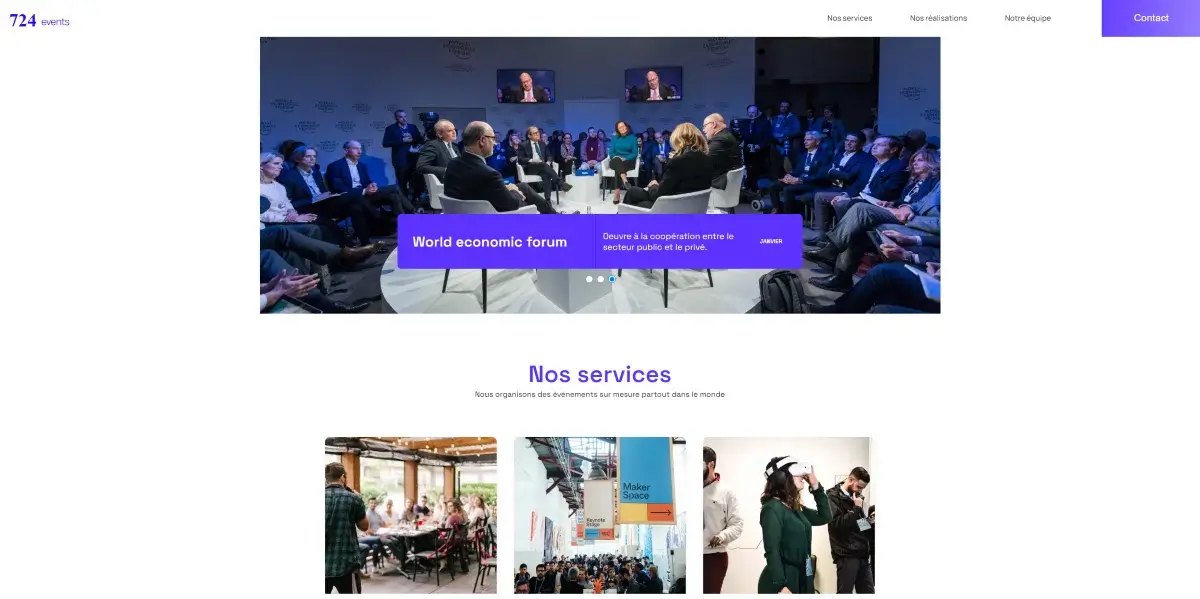 724 events
Nos services
Nos réalisations
Notre équipe
Contact
World economic forum
Oeuvre à la coopération entre le
secteur public et le privé.
JANVIER
Nos services
Nous organisons des événements sur mesure partout dans le monde
Maker
Space
Keynote
Stage